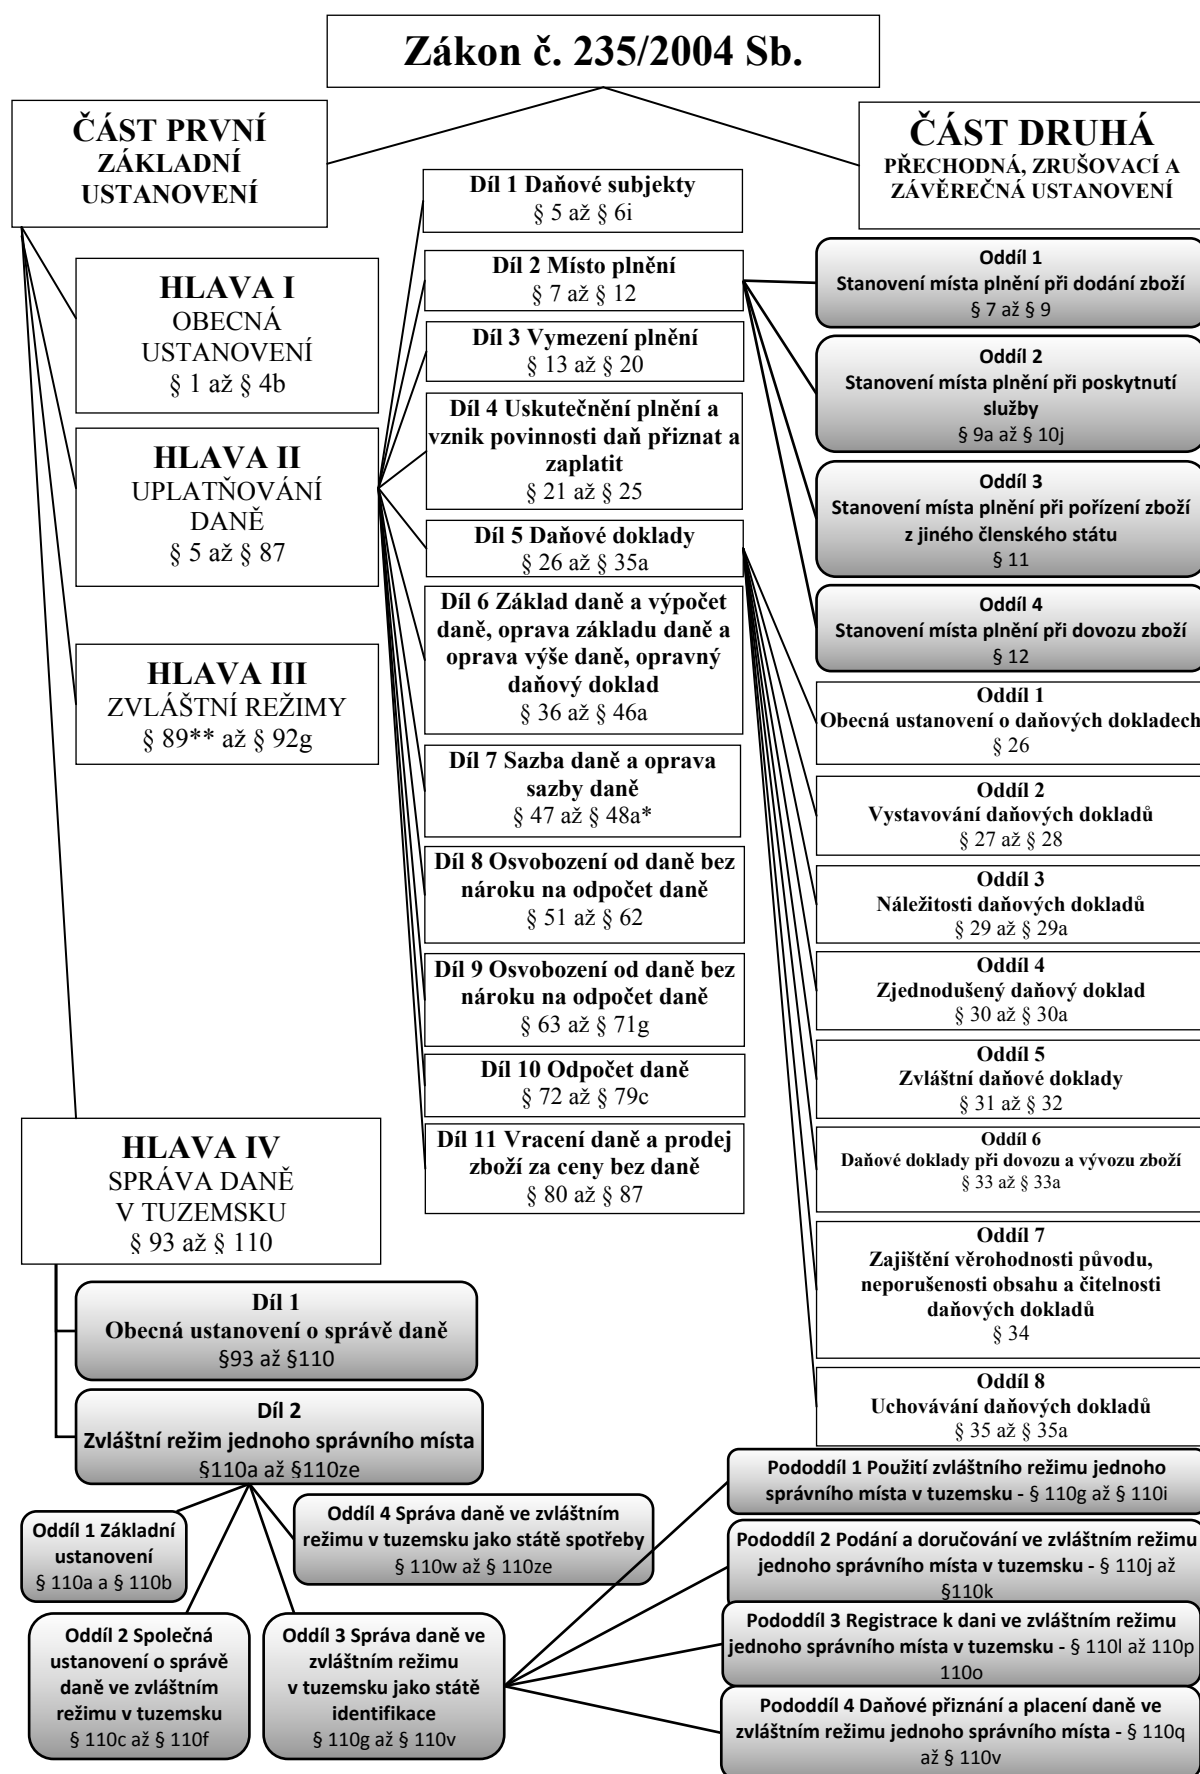 Zákon č. 235/2004 Sb.
ČÁST PRVNÍ
ZÁKLADNÍ
USTANOVENÍ
ČÁST DRUHÁ
PŘECHODNÁ, ZRUŠOVACÍ A
ZÁVĚREČNÁ USTANOVENÍ
HLAVA I
OBECNÁ
USTANOVENÍ
§ 1 až § 4b
HLAVA II
UPLATŇOVÁNÍ
DANĚ
§ 5 až § 87
HLAVA III
ZVLÁŠTNÍ REŽIMY
§ 89** až § 92g
HLAVA IV
SPRÁVA DANĚ
V TUZEMSKU
§ 93 až § 110
Díl 1 Daňové subjekty
§ 5 až § 6i
Díl 2 Místo plnění
§ 7 až § 12
Díl 3 Vymezení plnění
§ 13 až § 20
Díl 4 Uskutečnění plnění a
vznik povinnosti daň přiznat a
zaplatit
§ 21 až § 25
Díl 5 Daňové doklady
§ 26 až § 35a
Díl 6 Základ daně a výpočet
daně, oprava základu daně a
oprava výše daně, opravný
daňový doklad
§ 36 až § 46a
Díl 7 Sazba daně a oprava
sazby daně
§ 47 až § 48a*
Díl 8 Osvobození od daně bez
nároku na odpočet daně
§ 51 až § 62
Díl 9 Osvobození od daně bez
nároku na odpočet daně
§ 63 až § 71g
Díl 10 Odpočet daně
§ 72 až § 79c
Díl 11 Vracení daně a prodej
zboží za ceny bez daně
§ 80 až § 87
Oddíl 1
Stanovení místa plnění při dodání zboží
§ 7 až § 9
Oddíl 2
Stanovení místa plnění při poskytnutí
služby
§ 9a až § 10j
Oddíl 3
Stanovení místa plnění při pořízení zboží
z jiného členského státu
§ 11
Oddíl 4
Stanovení místa plnění při dovozu zboží
§ 12
Oddíl 1
Obecná ustanovení o daňových dokladech
§ 26
Oddíl 2
Vystavování daňových dokladů
§ 27 až § 28
Oddíl 3
Náležitosti daňových dokladů
§ 29 až § 29a
Oddíl 4
Zjednodušený daňový doklad
§ 30 až § 30a
Oddíl 5
Zvláštní daňové doklady
§ 31 až § 32
Oddíl 6
Daňové doklady při dovozu a vývozu zboží
§ 33 až § 33a
Oddíl 7
Zajištění věrohodnosti původu,
neporušenosti obsahu a čitelnosti
daňových dokladů
§ 34
Oddíl 8
Uchovávání daňových dokladů
§ 35 až § 35a
Díl 1
Obecná ustanovení o správě daně
§93 až §110
Díl 2
Zvláštní režim jednoho správního místa
§110a až §110ze
Oddíl 1 Základní
ustanovení
§ 110a a § 110b
Oddíl 4 Správa daně ve zvláštním
režimu v tuzemsku jako státě spotřeby
§ 110w až § 110ze
Oddíl 2 Společná
ustanovení o správě
daně ve zvláštním
režimu v tuzemsku
§ 110c až § 110f
Oddíl 3 Správa daně ve
zvláštním režimu
v tuzemsku jako státě
identifikace
§ 110g až § 110v
Pododdíl 1 Použití zvláštního režimu jednoho
správního místa v tuzemsku - § 110g až § 110i
Pododdíl 2 Podání a doručování ve zvláštním režimu
jednoho správního místa v tuzemsku - § 110j až
§110k
Pododdíl 3 Registrace k dani ve zvláštním režimu
jednoho správního místa v tuzemsku - § 110l až 110p
110o
Pododdíl 4 Daňové přiznání a placení daně ve
zvláštním režimu jednoho správního místa - § 110q
až § 110v